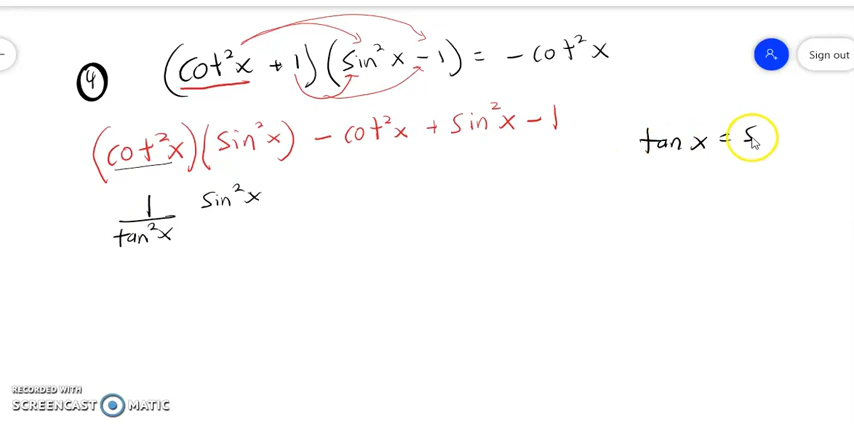 ④ (cot²x + 1)(sin²x - 1) = - cot²x
(cot²x)(sin²x) - cot²x + sin²x - 1
tan x = s
1/tan²x sin²x
Sign out
RECORDED WITH
SCREENCAST MATIC